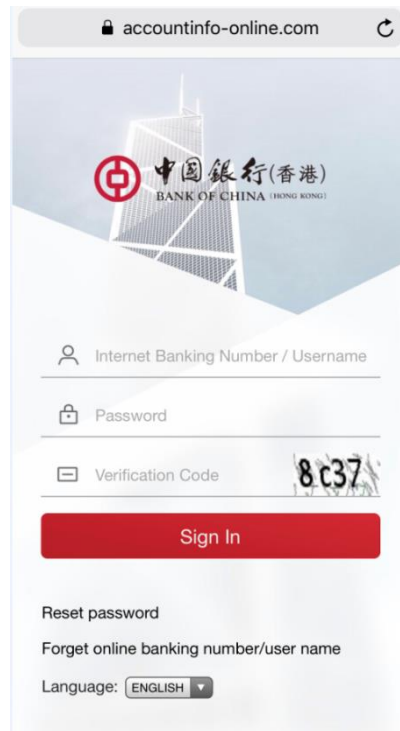 accountinfo-online.com
中國銀行(香港)
BANK OF CHINA (HONG KONG)
Internet Banking Number / Username
Password
Verification Code
8c37
Sign In
Reset password
Forget online banking number/user name
Language: ENGLISH